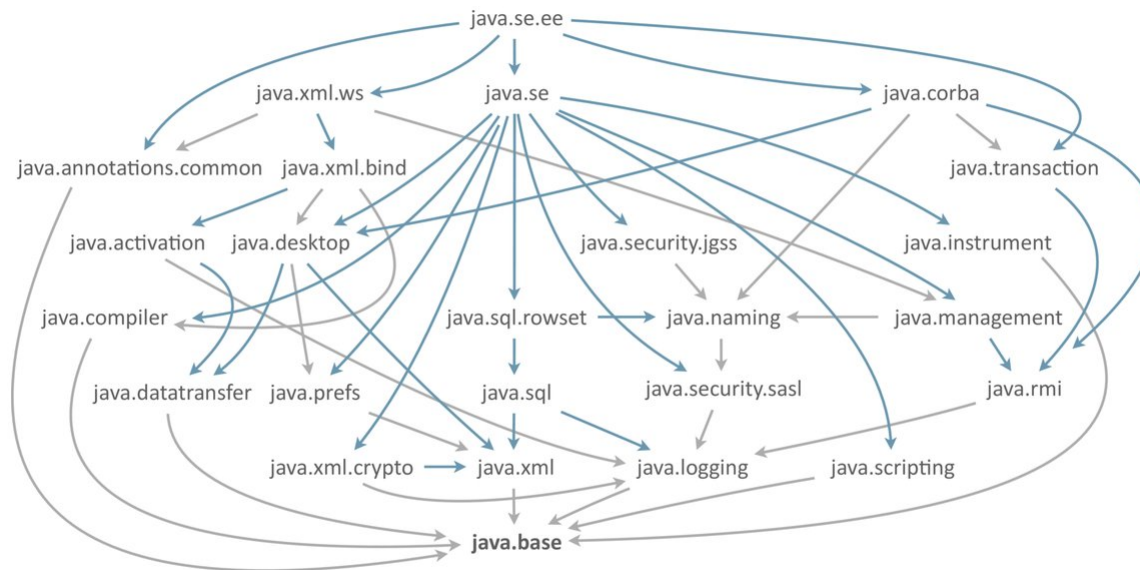 java.se.ee
java.xml.ws
java.se
java.corba
java.annotations.common
java.xml.bind
java.transaction
java.activation
java.desktop
java.security.jgss
java.instrument
java.compiler
java.sql.rowset
java.naming
java.management
java.datatransfer
java.prefs
java.sql
java.security.sasl
java.rmi
java.xml.crypto
java.xml
java.logging
java.scripting
java.base